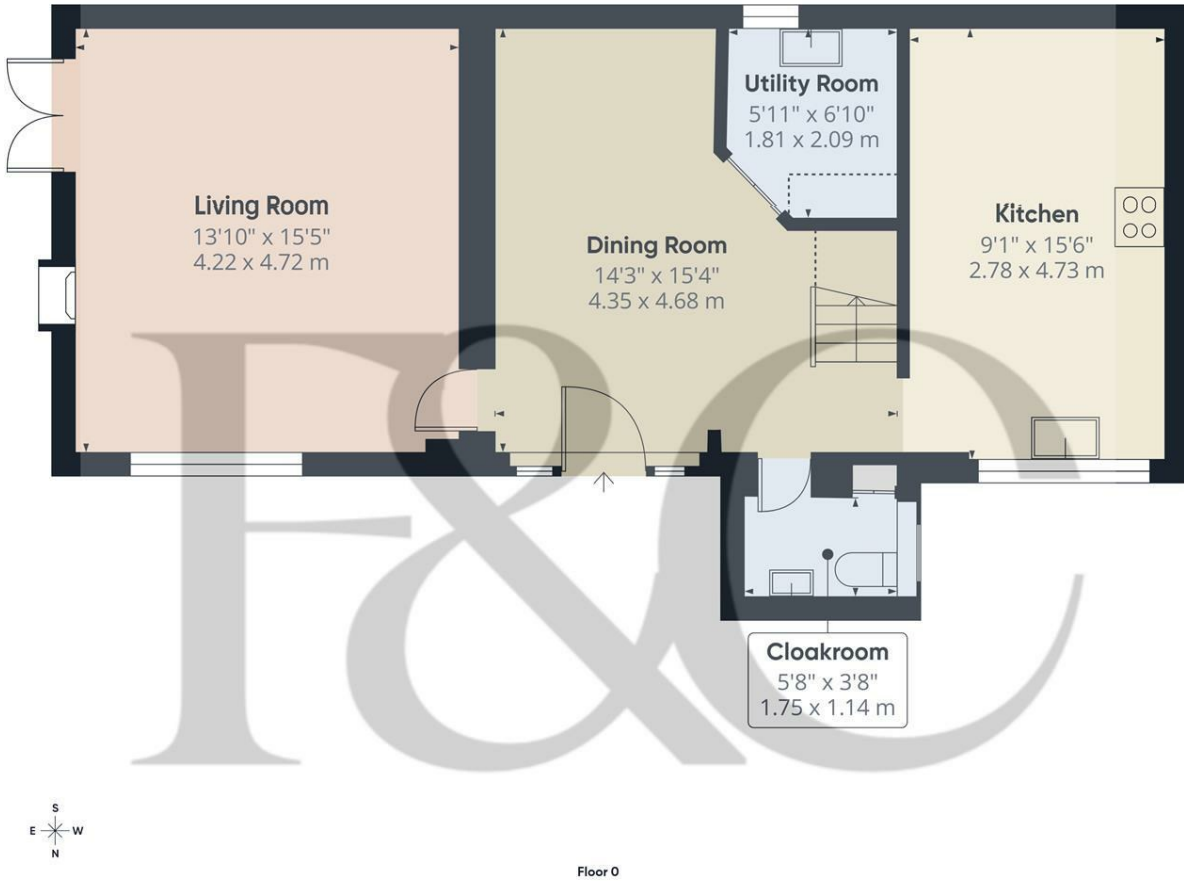 Living Room
13'10" x 15'5"
4.22 x 4.72 m
Dining Room
14'3" x 15'4"
4.35 x 4.68 m
Utility Room
5'11" x 6'10"
1.81 x 2.09 m
Kitchen
9'1" x 15'6"
2.78 x 4.73 m
Cloakroom
5'8" x 3'8"
1.75 x 1.14 m
F&C
S
E W
N
Floor 0